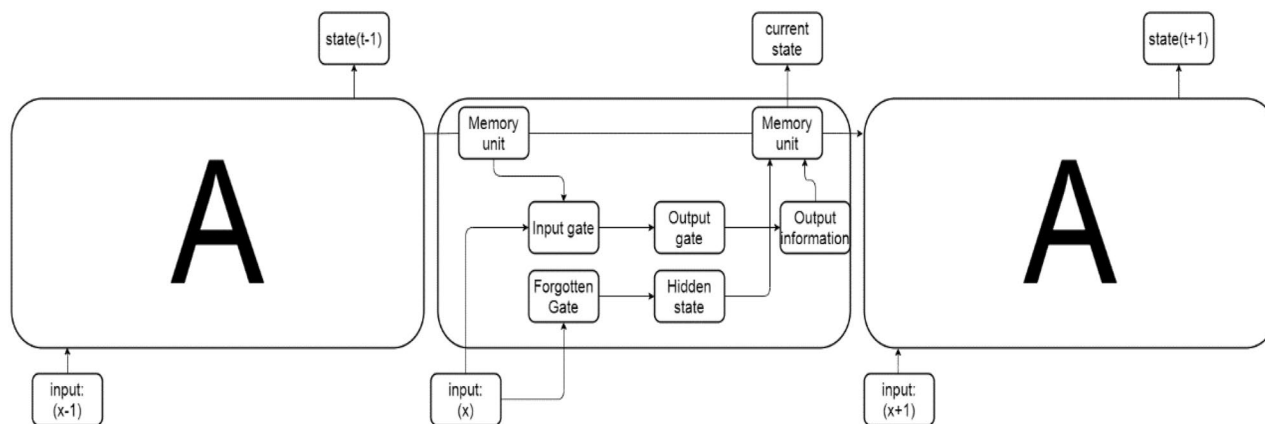 state(t-1)
current
state
state(t+1)
A
Memory
unit
Memory
unit
Input gate
Output
gate
Output
information
Forgotten
Gate
Hidden
state
A
input:
(x-1)
input:
(x)
input:
(x+1)